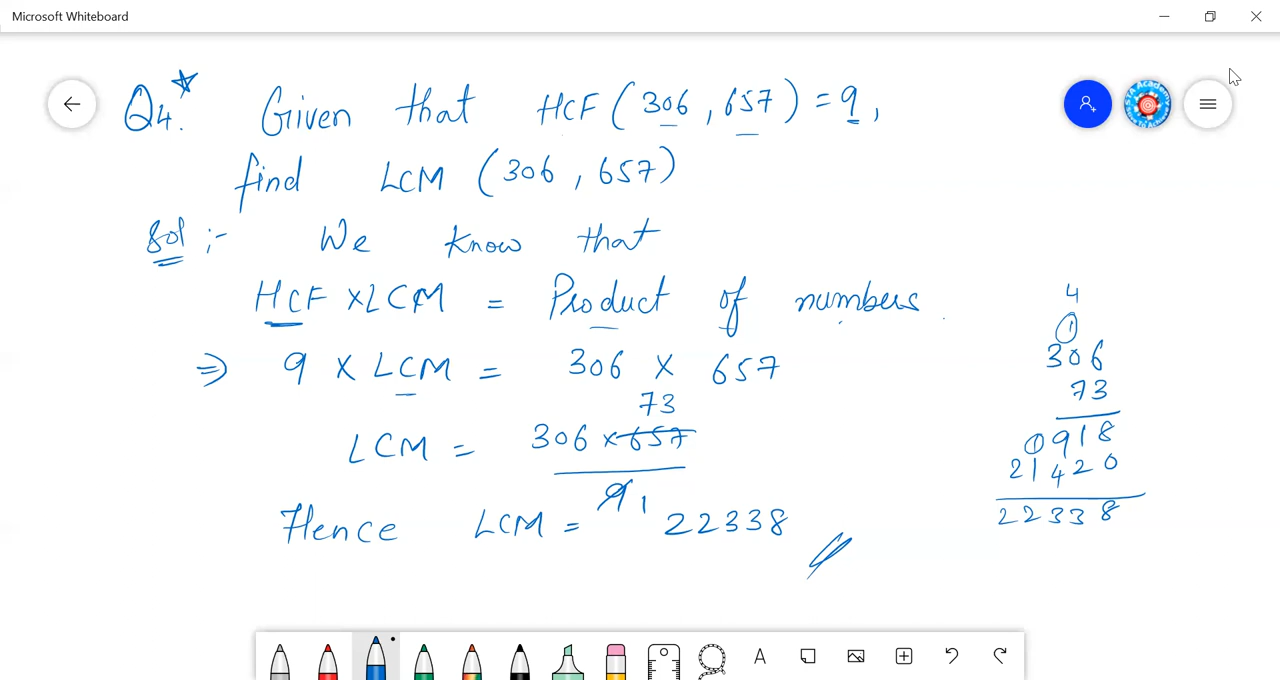 Microsoft Whiteboard
Q4. Given that HCF (306, 657) = 9,
find LCM (306, 657)
Sol :- We know that
HCF × LCM = Product of numbers
⇒ 9 × LCM = 306 × 657
73
LCM = 306 × 657
9 1
Hence LCM = 22338
4
1
306
73
0918
21420
22338
A